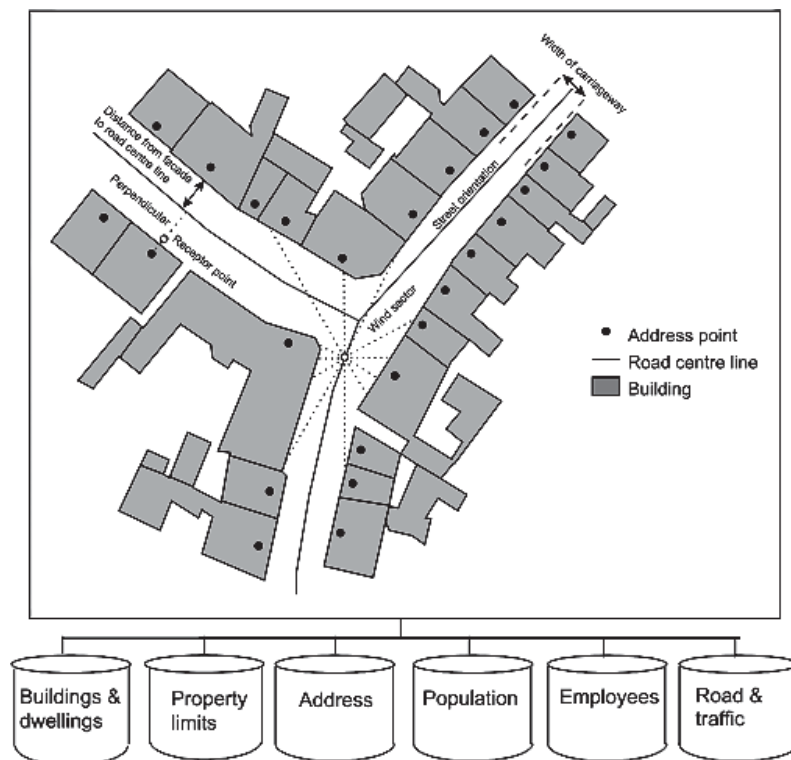 Width of carriageway
Distance from facade
to road centre line
Perpendicular
Receptor point
Street orientation
Wind sector
Address point
Road centre line
Building
Buildings &
dwellings
Property
limits
Address
Population
Employees
Road &
traffic